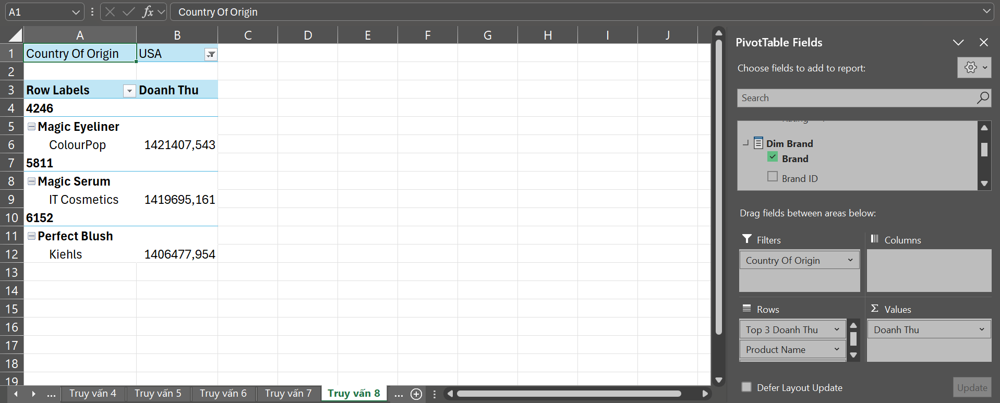 A1
fx
Country Of Origin
A B C D E F G H I J
1 Country Of Origin USA
2
3 Row Labels Doanh Thu
4 4246
5 Magic Eyeliner
6 ColourPop 1421407,543
7 5811
8 Magic Serum
9 IT Cosmetics 1419695,161
10 6152
11 Perfect Blush
12 Kiehls 1406477,954
13
14
15
16
17
18
19
... Truy vấn 4 Truy vấn 5 Truy vấn 6 Truy vấn 7 Truy vấn 8 ...
PivotTable Fields
Choose fields to add to report:
Search
Dim Brand
Brand
Brand ID
Drag fields between areas below:
Filters
Country Of Origin
Columns
Rows
Top 3 Doanh Thu
Product Name
Σ Values
Doanh Thu
Defer Layout Update
Update